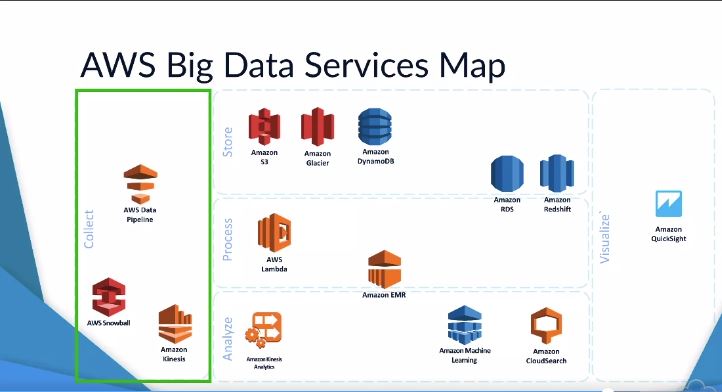 AWS Big Data Services Map
Collect
AWS Data
Pipeline
AWS Snowball
Amazon
Kinesis
Store
Amazon
S3
Amazon
Glacier
Amazon
DynamoDB
Amazon
RDS
Amazon
Redshift
Process
AWS
Lambda
Amazon EMR
Analyze
Amazon Kinesis
Analytics
Amazon Machine
Learning
Amazon
CloudSearch
Visualize
Amazon
QuickSight